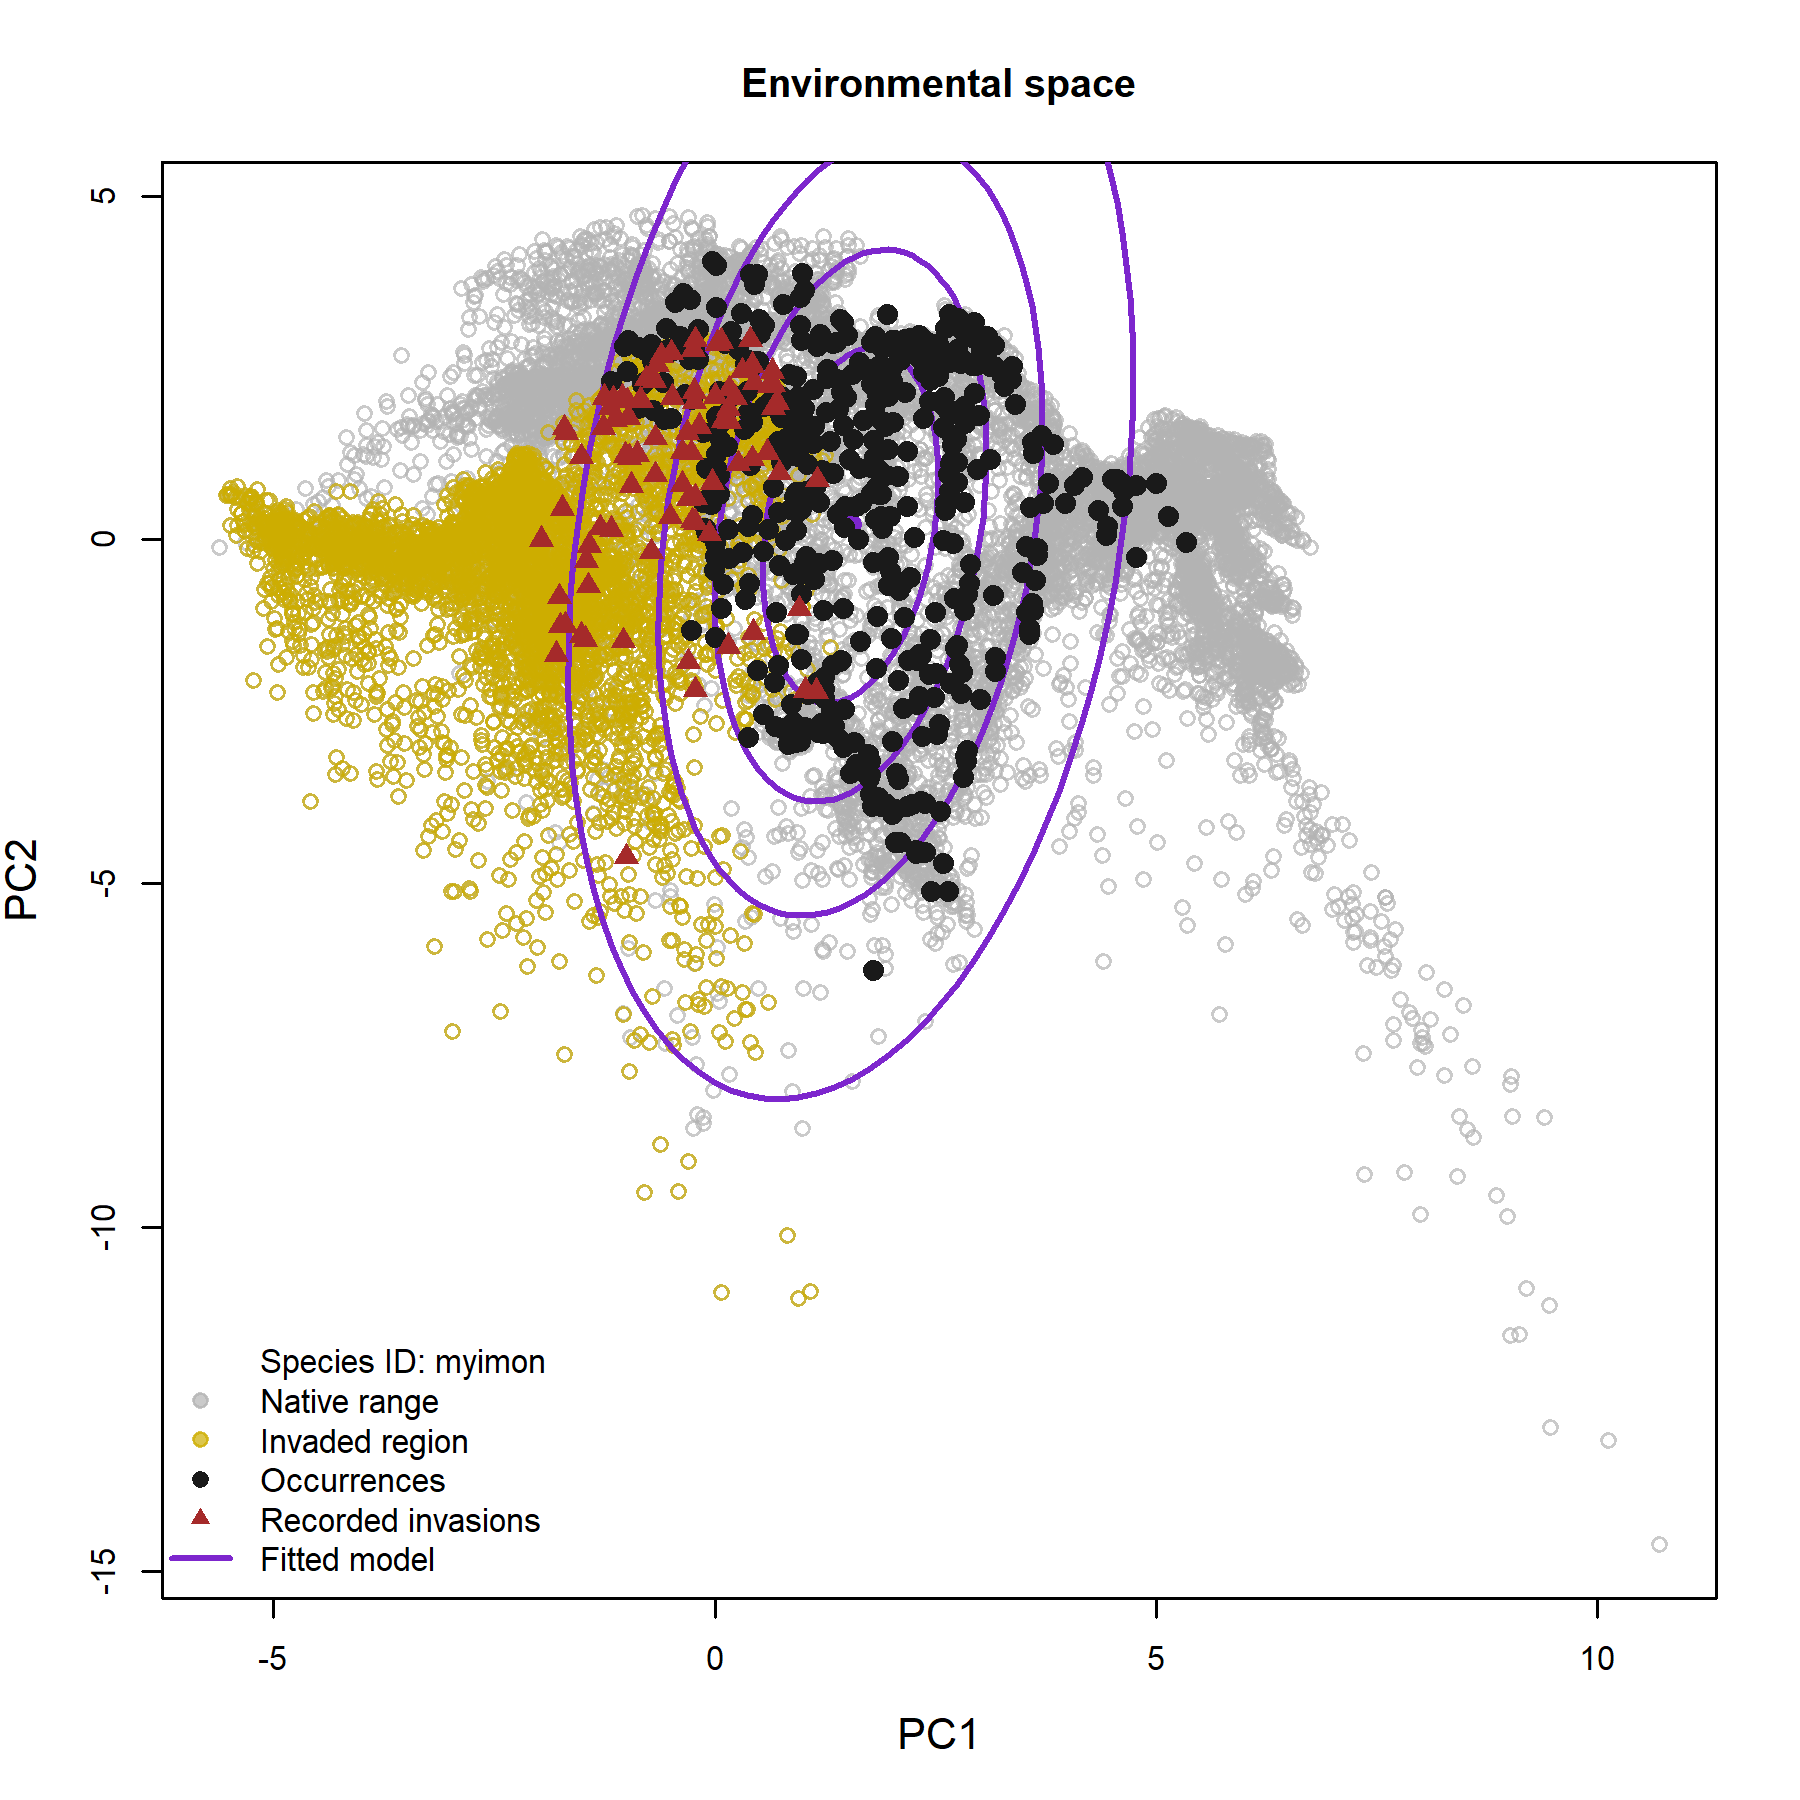 Environmental space
5
0
-5
-10
-15
PC2
Species ID: myimon
Native range
Invaded region
Occurrences
Recorded invasions
Fitted model
-5
0
5
10
PC1